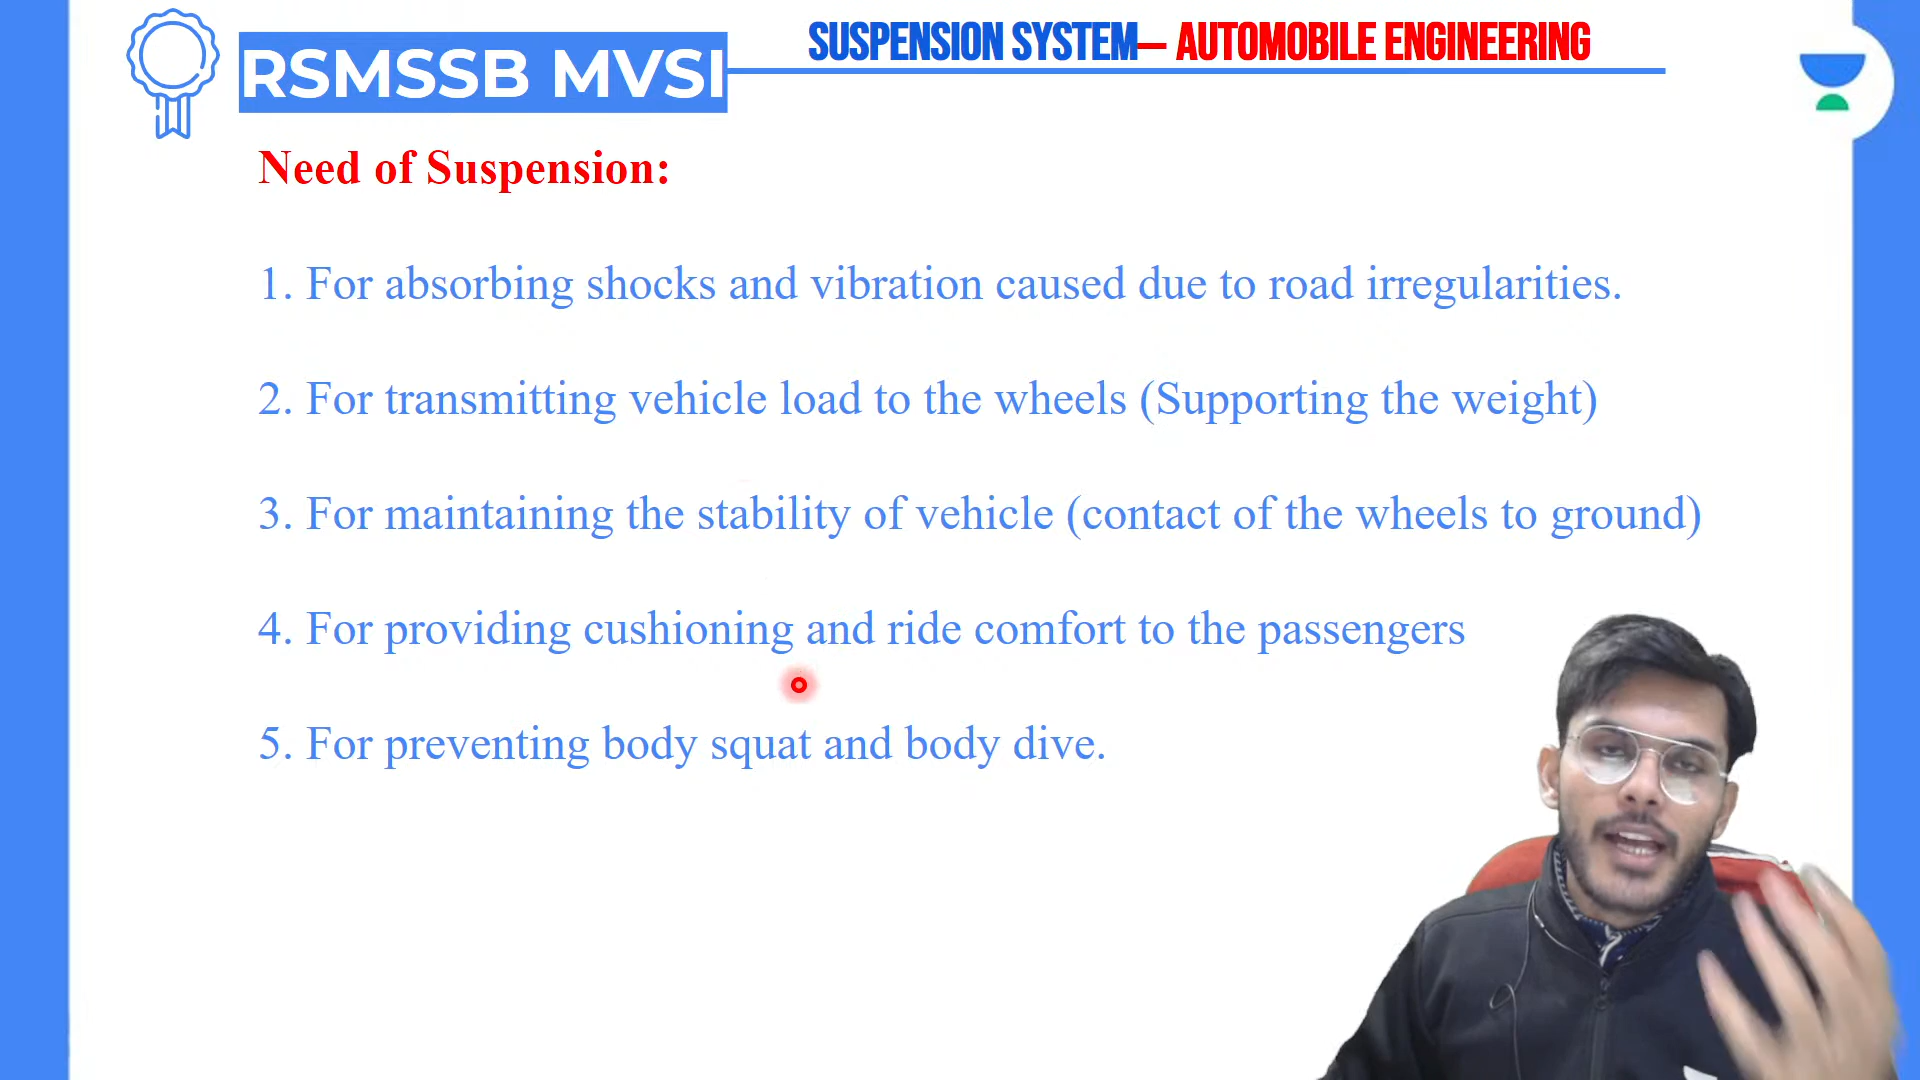 SUSPENSION SYSTEM— AUTOMOBILE ENGINEERING
RSMSSB MVSI
Need of Suspension:
1. For absorbing shocks and vibration caused due to road irregularities.
2. For transmitting vehicle load to the wheels (Supporting the weight)
3. For maintaining the stability of vehicle (contact of the wheels to ground)
4. For providing cushioning and ride comfort to the passengers
5. For preventing body squat and body dive.